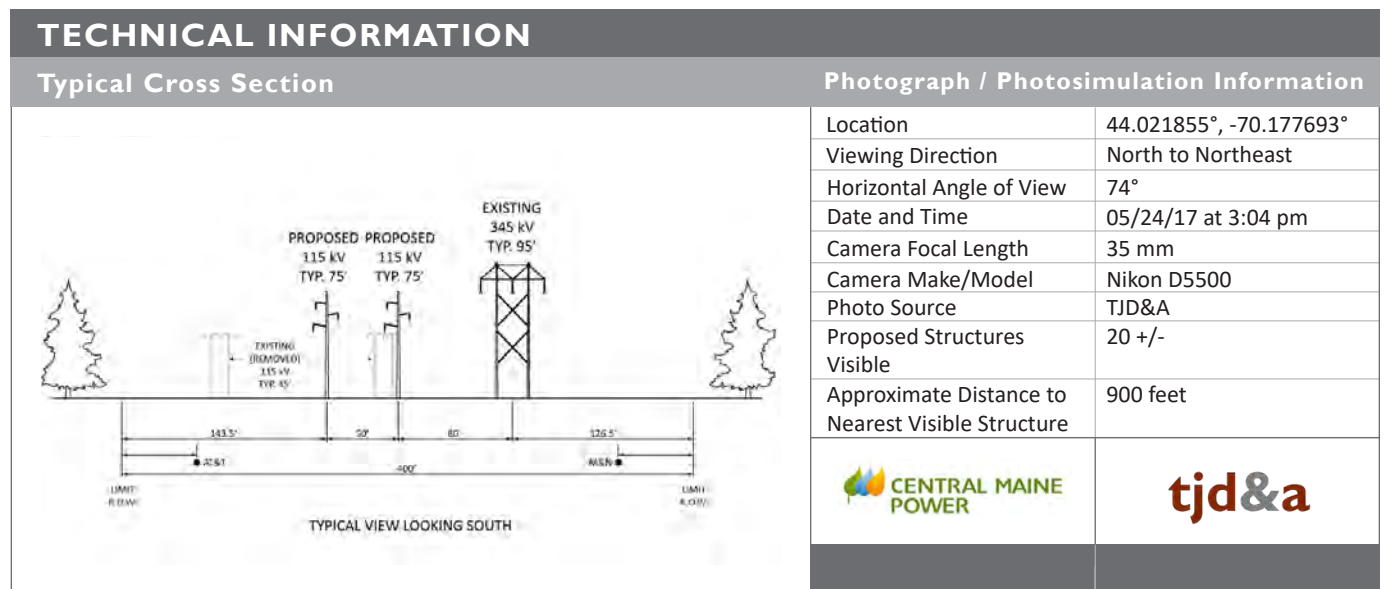 TECHNICAL INFORMATION
Typical Cross Section
Photograph / Photosimulation Information
EXISTING
345 kV
TYP. 95'
PROPOSED PROPOSED
115 kV 115 kV
TYP. 75' TYP. 75'
EXISTING
(REMOVED)
115 kV
TYP. 45'
143.5' 50' 80' 126.5'
AT&T M&N
400'
LIMIT LIMIT
R.O.W. R.O.W.
TYPICAL VIEW LOOKING SOUTH
Location 44.021855°, -70.177693°
Viewing Direction North to Northeast
Horizontal Angle of View 74°
Date and Time 05/24/17 at 3:04 pm
Camera Focal Length 35 mm
Camera Make/Model Nikon D5500
Photo Source TJD&A
Proposed Structures 20 +/-
Visible
Approximate Distance to 900 feet
Nearest Visible Structure
CENTRAL MAINE
POWER
tjd&a